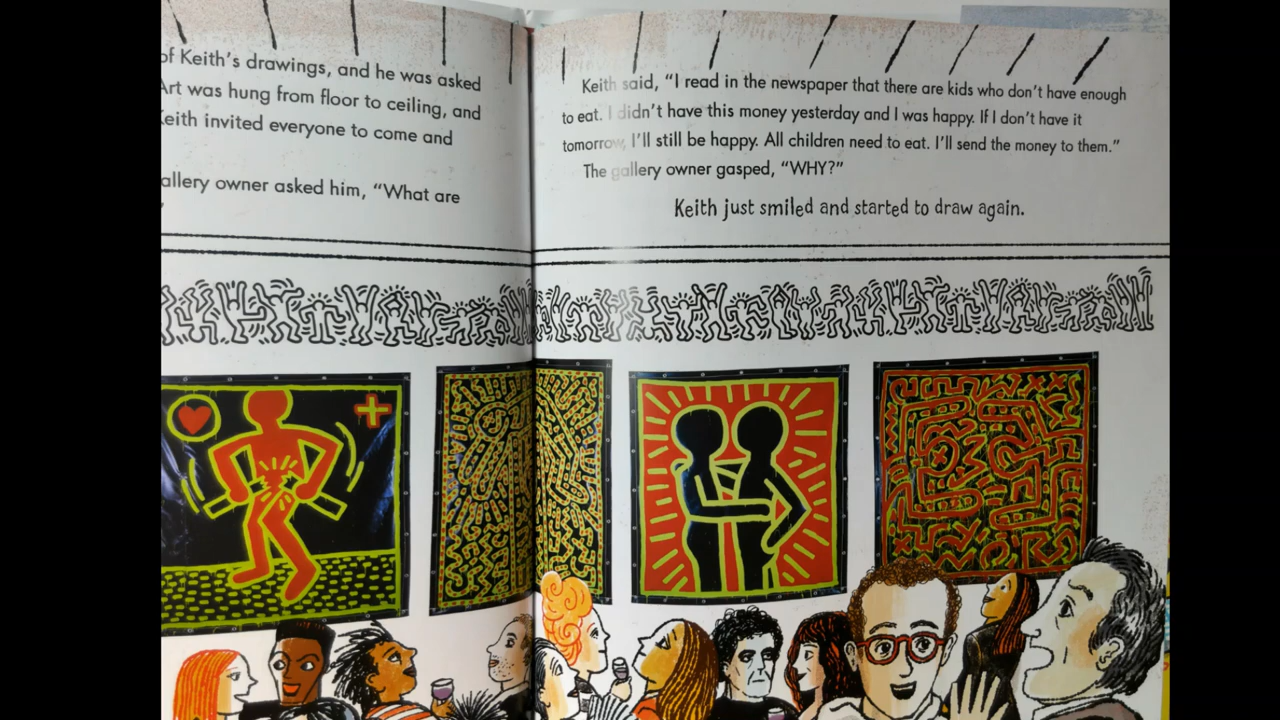 of Keith's drawings, and he was asked
Art was hung from floor to ceiling, and
Keith invited everyone to come and
allery owner asked him, "What are
Keith said, "I read in the newspaper that there are kids who don't have enough
to eat. I didn't have this money yesterday and I was happy. If I don't have it
tomorrow, I'll still be happy. All children need to eat. I'll send the money to them."
The gallery owner gasped, "WHY?"
Keith just smiled and started to draw again.